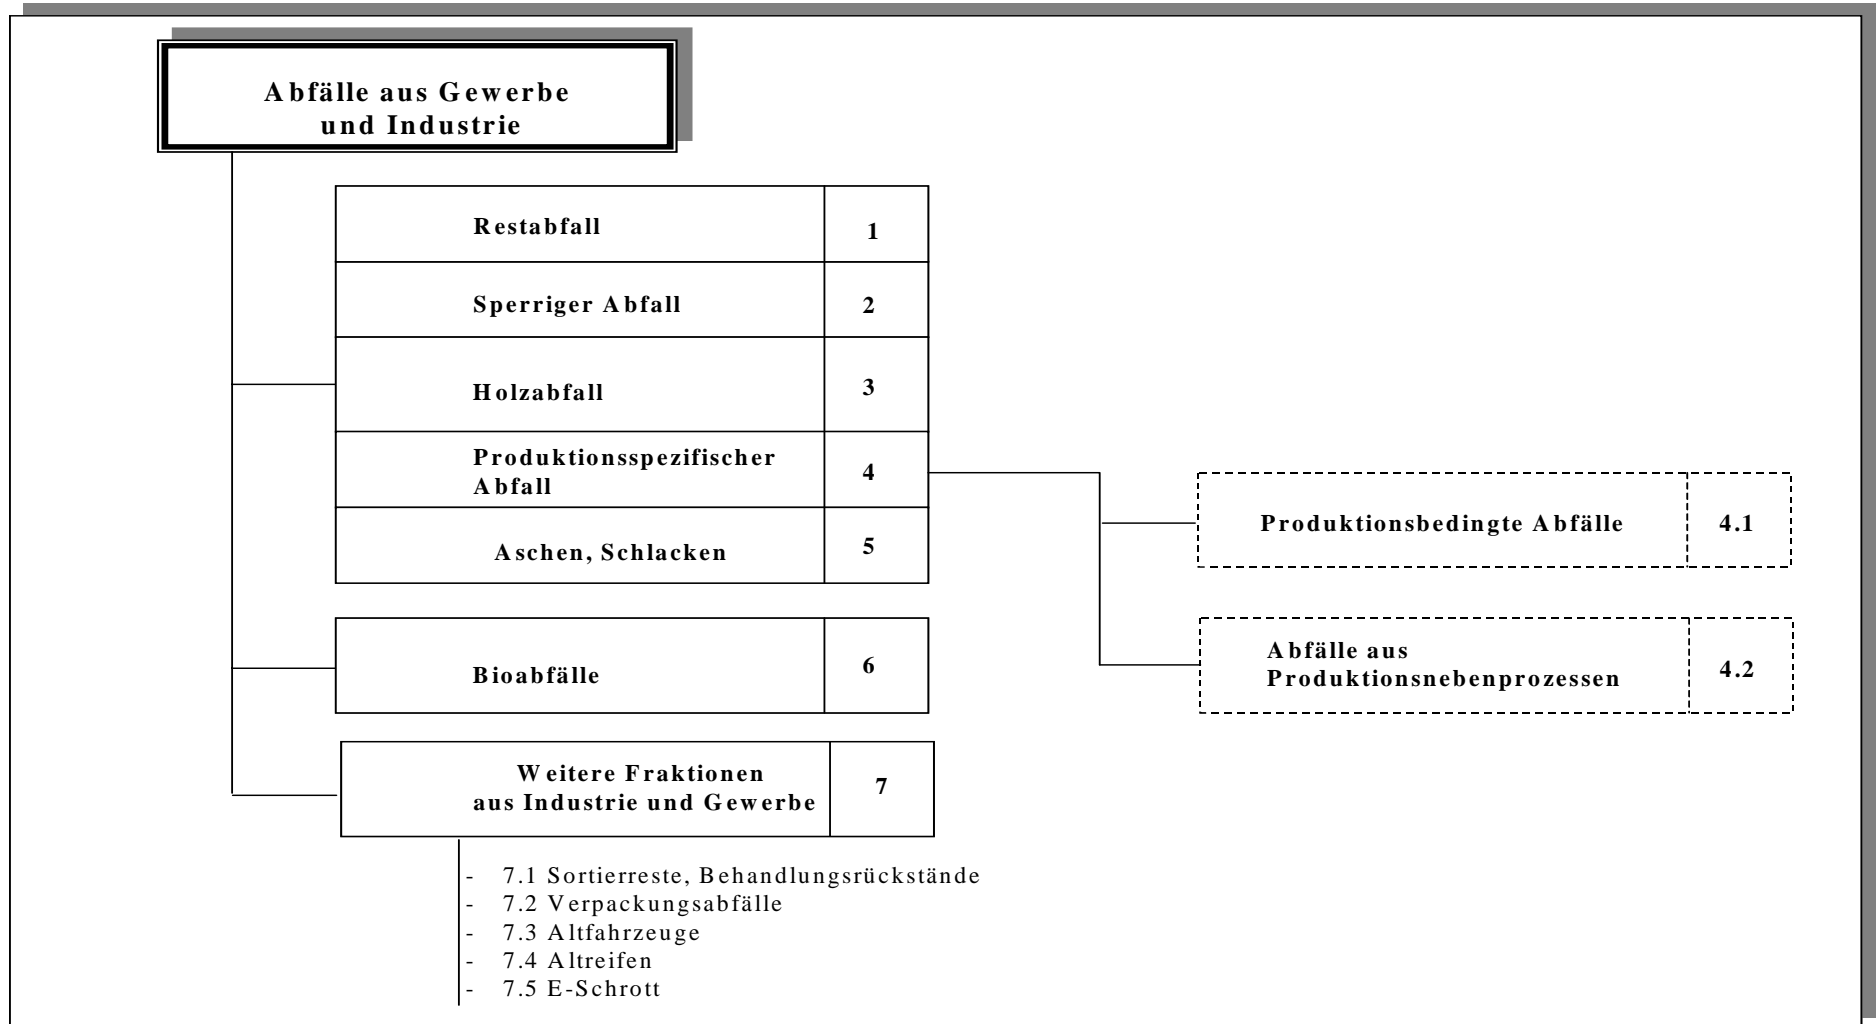 Abfälle aus Gewerbe
und Industrie
Restabfall 1
Sperriger Abfall 2
Holzabfall 3
Produktionsspezifischer
Abfall 4
Aschen, Schlacken 5
Produktionsbedingte Abfälle 4.1
Abfälle aus
Produktionsnebenprozessen 4.2
Bioabfälle 6
Weitere Fraktionen
aus Industrie und Gewerbe 7
- 7.1 Sortierreste, Behandlungsrückstände
- 7.2 Verpackungsabfälle
- 7.3 Altfahrzeuge
- 7.4 Altreifen
- 7.5 E-Schrott